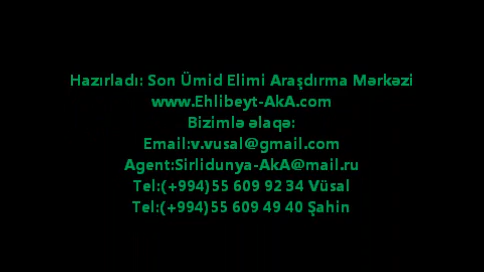 Hazırladı: Son Ümid Elimi Araşdırma Mərkəzi
www.Ehlibeyt-AkA.com
Bizimlə əlaqə:
Email:v.vusal@gmail.com
Agent:Sirlidunya-AkA@mail.ru
Tel:(+994)55 609 92 34 Vüsal
Tel:(+994)55 609 49 40 Şahin